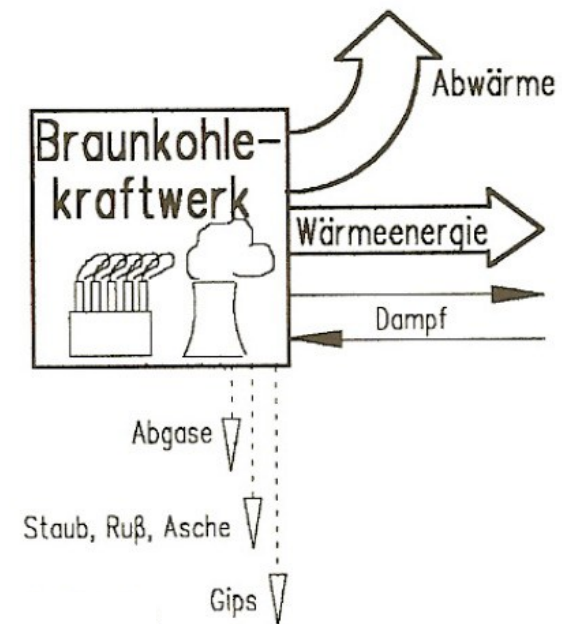 Abwärme
Braunkohle-
kraftwerk
Wärmeenergie
Dampf
Abgase
Staub, Ruß, Asche
Gips